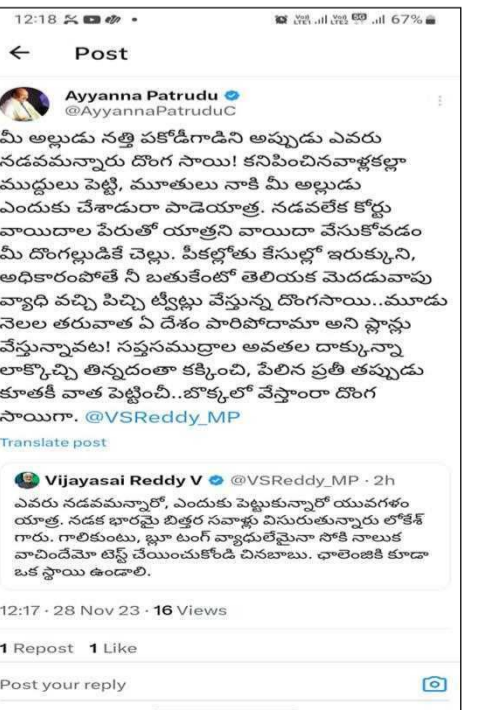 12:18
67%
Post
Ayyanna Patrudu
@AyyannaPatruduC
మీ అల్లుడు నత్తి పకోడీగాడిని అప్పుడు ఎవరు
నడవమన్నారు దొంగ సాయి! కనిపించినవాళ్లకల్లా
ముద్దులు పెట్టి, మూతులు నాకి మీ అల్లుడు
ఎందుకు చేశాడురా పాడెయాత్ర. నడవలేక కోర్టు
వాయిదాల పేరుతో యాత్రని వాయిదా వేసుకోవడం
మీ దొంగల్లుడికే చెల్లు. పీకల్లోతు కేసుల్లో ఇరుక్కుని,
అధికారంపోతే నీ బతుకేంటో తెలియక మెదడువాపు
వ్యాధి వచ్చి పిచ్చి ట్వీట్లు వేస్తున్న దొంగసాయి..మూడు
నెలల తరువాత ఏ దేశం పారిపోదామా అని ప్లాన్లు
వేస్తున్నావట! సప్తసముద్రాల అవతల దాక్కున్నా
లాక్కొచ్చి తిన్నదంతా కక్కించి, పేలిన ప్రతీ తప్పుడు
కూతకీ వాత పెట్టించీ..బొక్కలో వేస్తాంరా దొంగ
సాయిగా. @VSReddy_MP
Translate post
Vijayasai Reddy V @VSReddy_MP · 2h
ఎవరు నడవమన్నారో, ఎందుకు పెట్టుకున్నారో యువగళం
యాత్ర. నడక భారమై బిత్తర సవాళ్లు విసురుతున్నారు లోకేశ్
గారు. గాలికుంటు, బ్లూ టంగ్ వ్యాధులేమైనా సోకి నాలుక
వాచిందేమో టెస్ట్ చేయించుకోండి చినబాబు. ఛాలెంజికి కూడా
ఒక స్థాయి ఉండాలి.
12:17 · 28 Nov 23 · 16 Views
1 Repost 1 Like
Post your reply